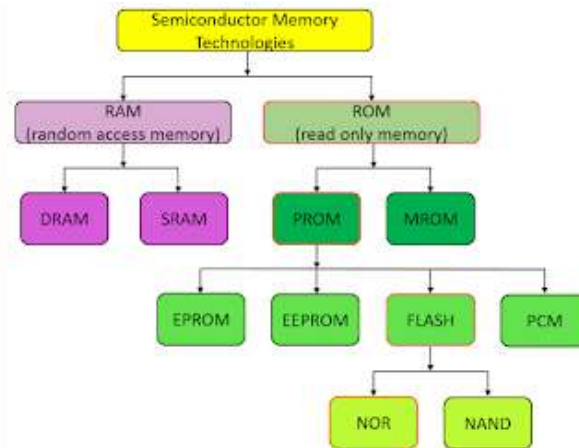 Semiconductor Memory
Technologies
RAM
(random access memory)
ROM
(read only memory)
DRAM
SRAM
PROM
MROM
EPROM
EEPROM
FLASH
PCM
NOR
NAND